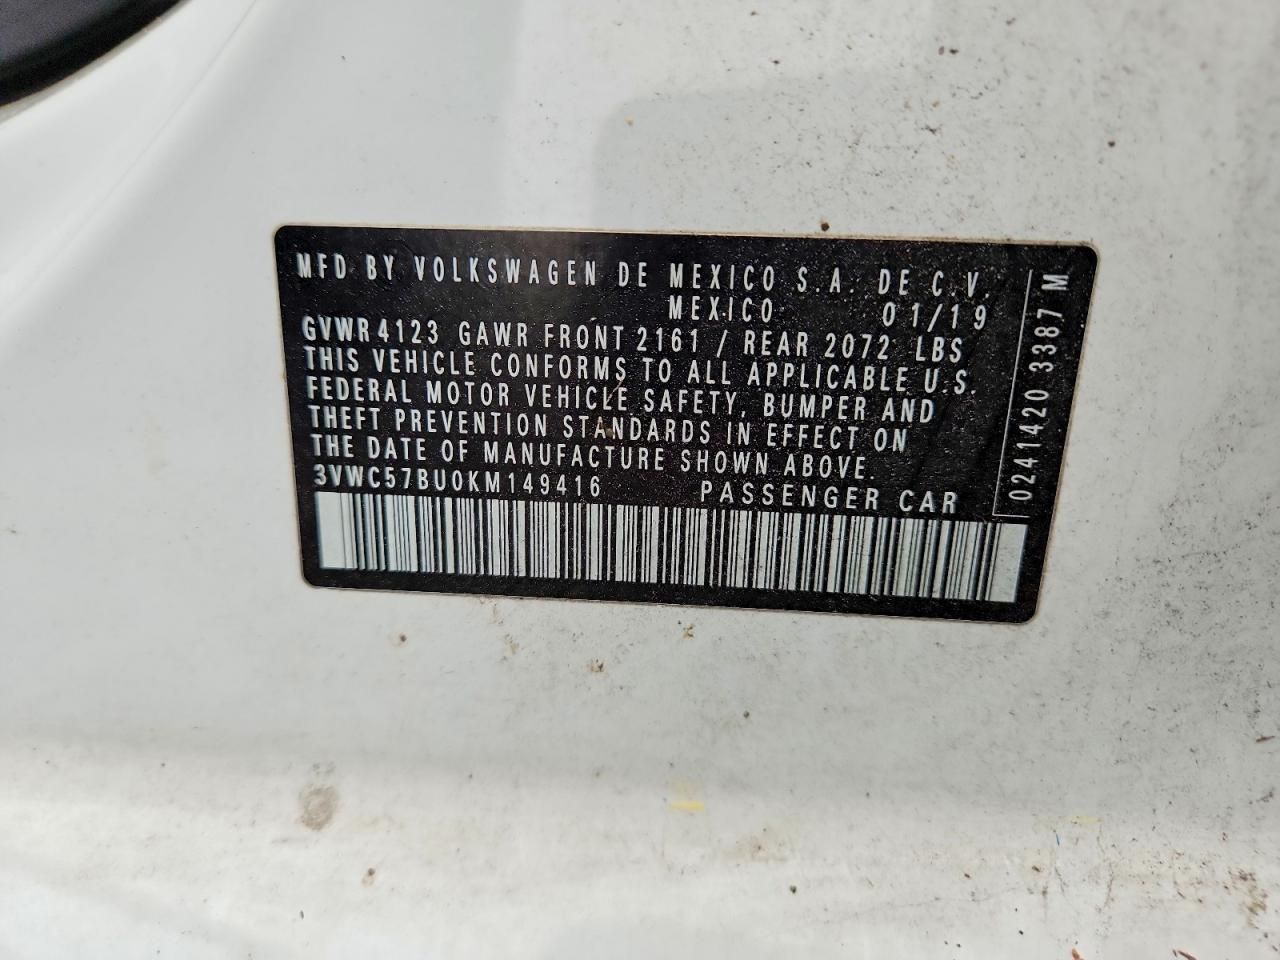 MFD BY VOLKSWAGEN DE MEXICO S.A. DE C.V.
MEXICO 01/19
GVWR 4123 GAWR FRONT 2161 / REAR 2072 LBS
THIS VEHICLE CONFORMS TO ALL APPLICABLE U.S.
FEDERAL MOTOR VEHICLE SAFETY, BUMPER AND
THEFT PREVENTION STANDARDS IN EFFECT ON
THE DATE OF MANUFACTURE SHOWN ABOVE.
3VWC57BU0KM149416 PASSENGER CAR
0241420 3387 M